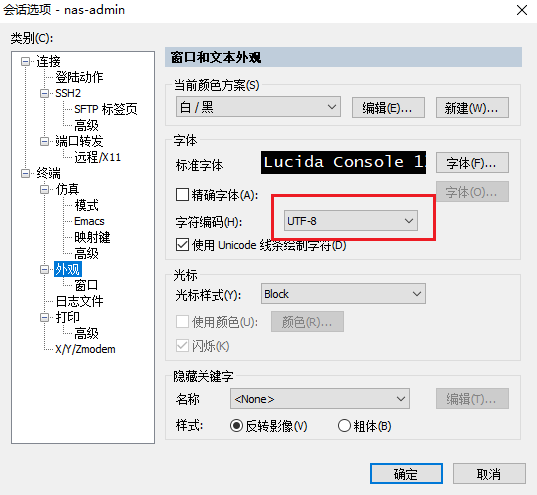 会话选项 - nas-admin
类别(C):
连接
登陆动作
SSH2
SFTP 标签页
高级
端口转发
远程/X11
终端
仿真
模式
Emacs
映射键
高级
外观
窗口
日志文件
打印
高级
X/Y/Zmodem
窗口和文本外观
当前颜色方案(S)
白 / 黑
编辑(E)...
新建(W)...
字体
标准字体
Lucida Console 1
字体(F)...
精确字体(A):
字体(O)...
字符编码(H):
UTF-8
使用 Unicode 线条绘制字符(D)
光标
光标样式(Y):
Block
使用颜色(U):
颜色(R)...
闪烁(K)
隐藏关键字
名称
<None>
编辑(T)...
样式:
反转影像(V)
粗体(B)
确定
取消